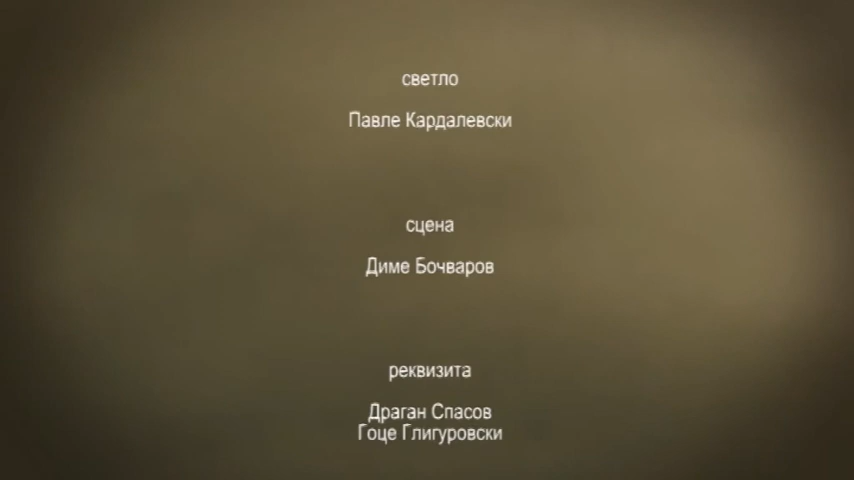 светло
Павле Кардалевски
сцена
Диме Бочваров
реквизита
Драган Спасов
Гоце Глигуровски